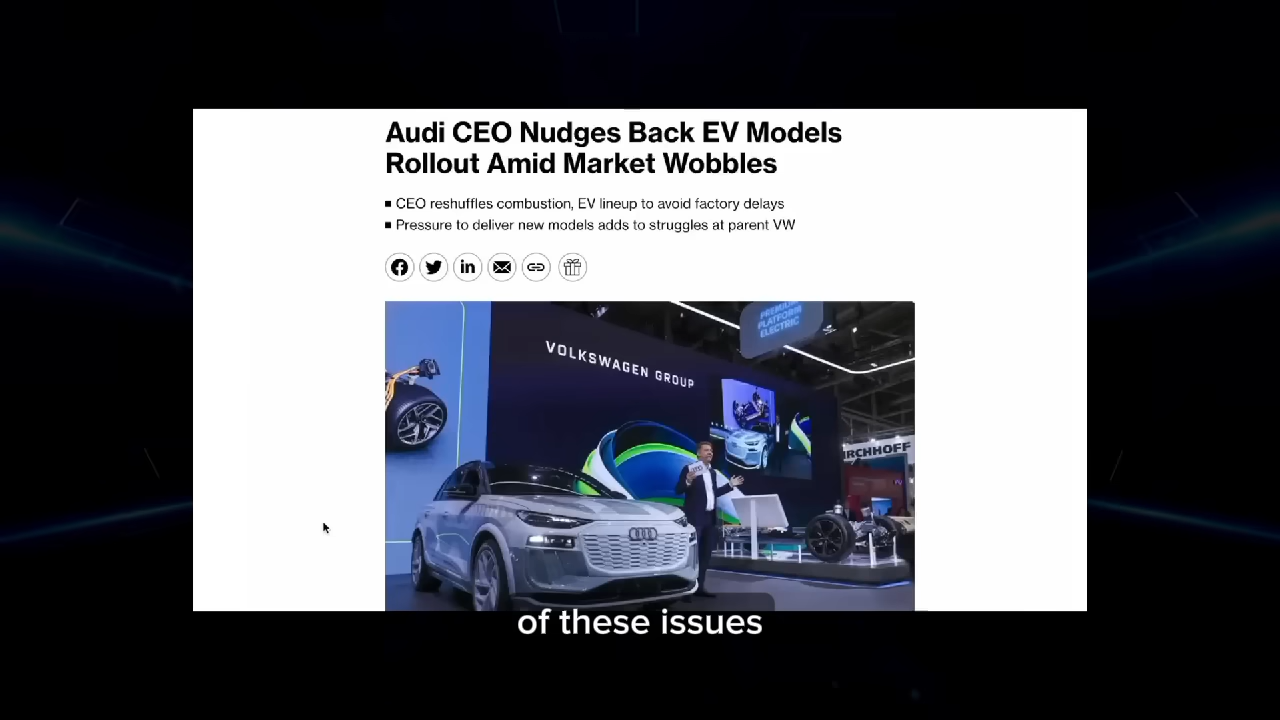 Audi CEO Nudges Back EV Models
Rollout Amid Market Wobbles
CEO reshuffles combustion, EV lineup to avoid factory delays
Pressure to deliver new models adds to struggles at parent VW
in
PREMIUM
PLATFORM
ELECTRIC
VOLKSWAGEN GROUP
IRCHHOFF
of these issues